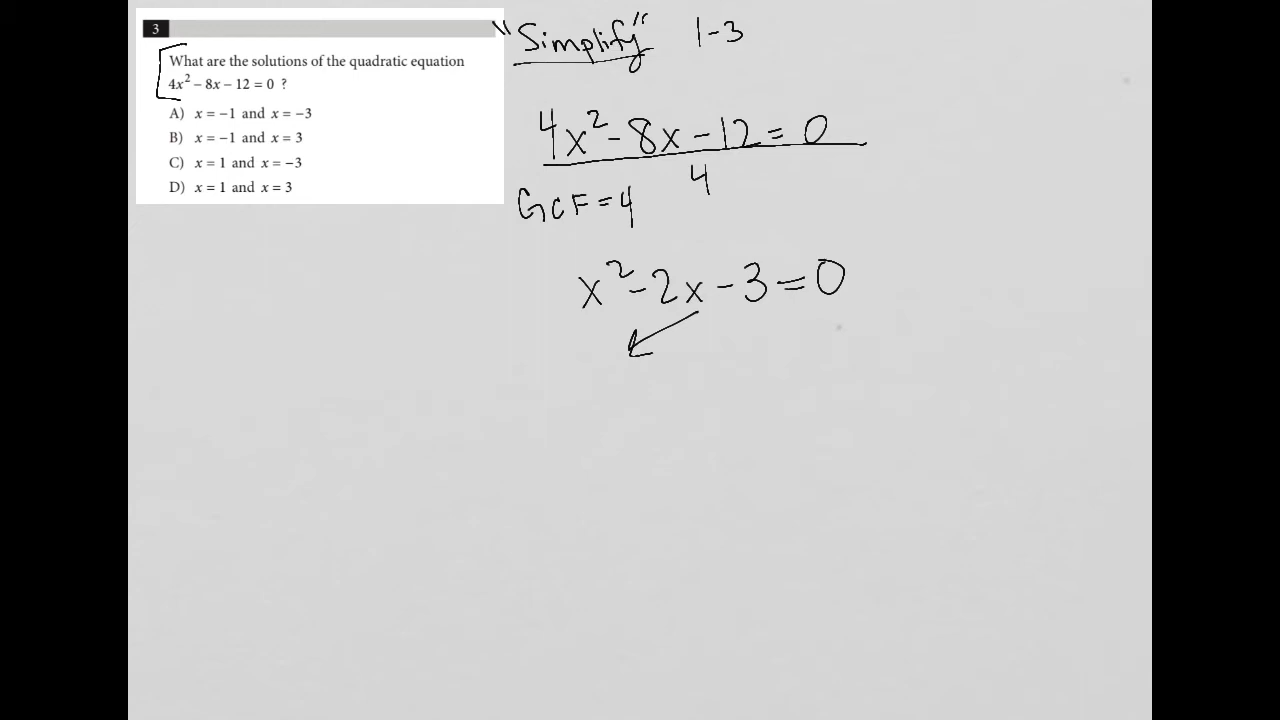 3
What are the solutions of the quadratic equation
4x² – 8x – 12 = 0 ?
A) x = −1 and x = −3
B) x = −1 and x = 3
C) x = 1 and x = −3
D) x = 1 and x = 3
"Simplify" 1-3
4x² - 8x - 12 = 0
4
GCF = 4
x² - 2x - 3 = 0